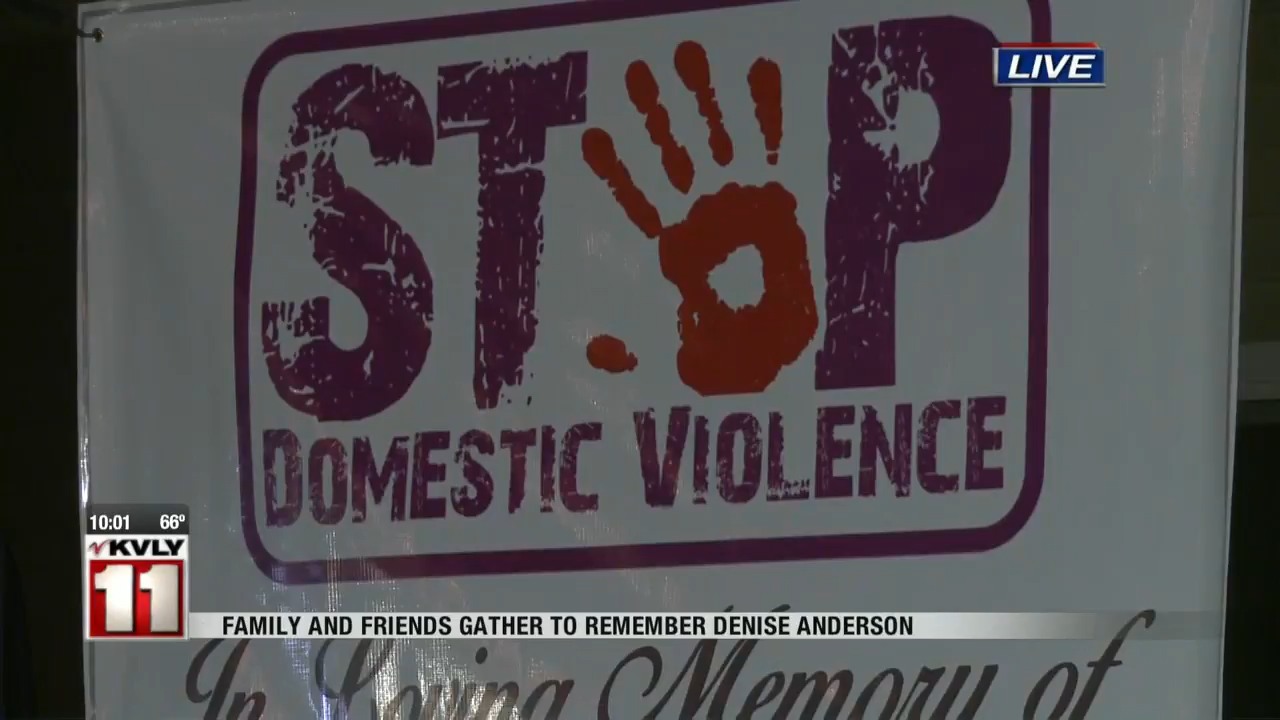 STOP
LIVE
DOMESTIC VIOLENCE
10:01 66°
KVLY
11
FAMILY AND FRIENDS GATHER TO REMEMBER DENISE ANDERSON
In Loving Memory of